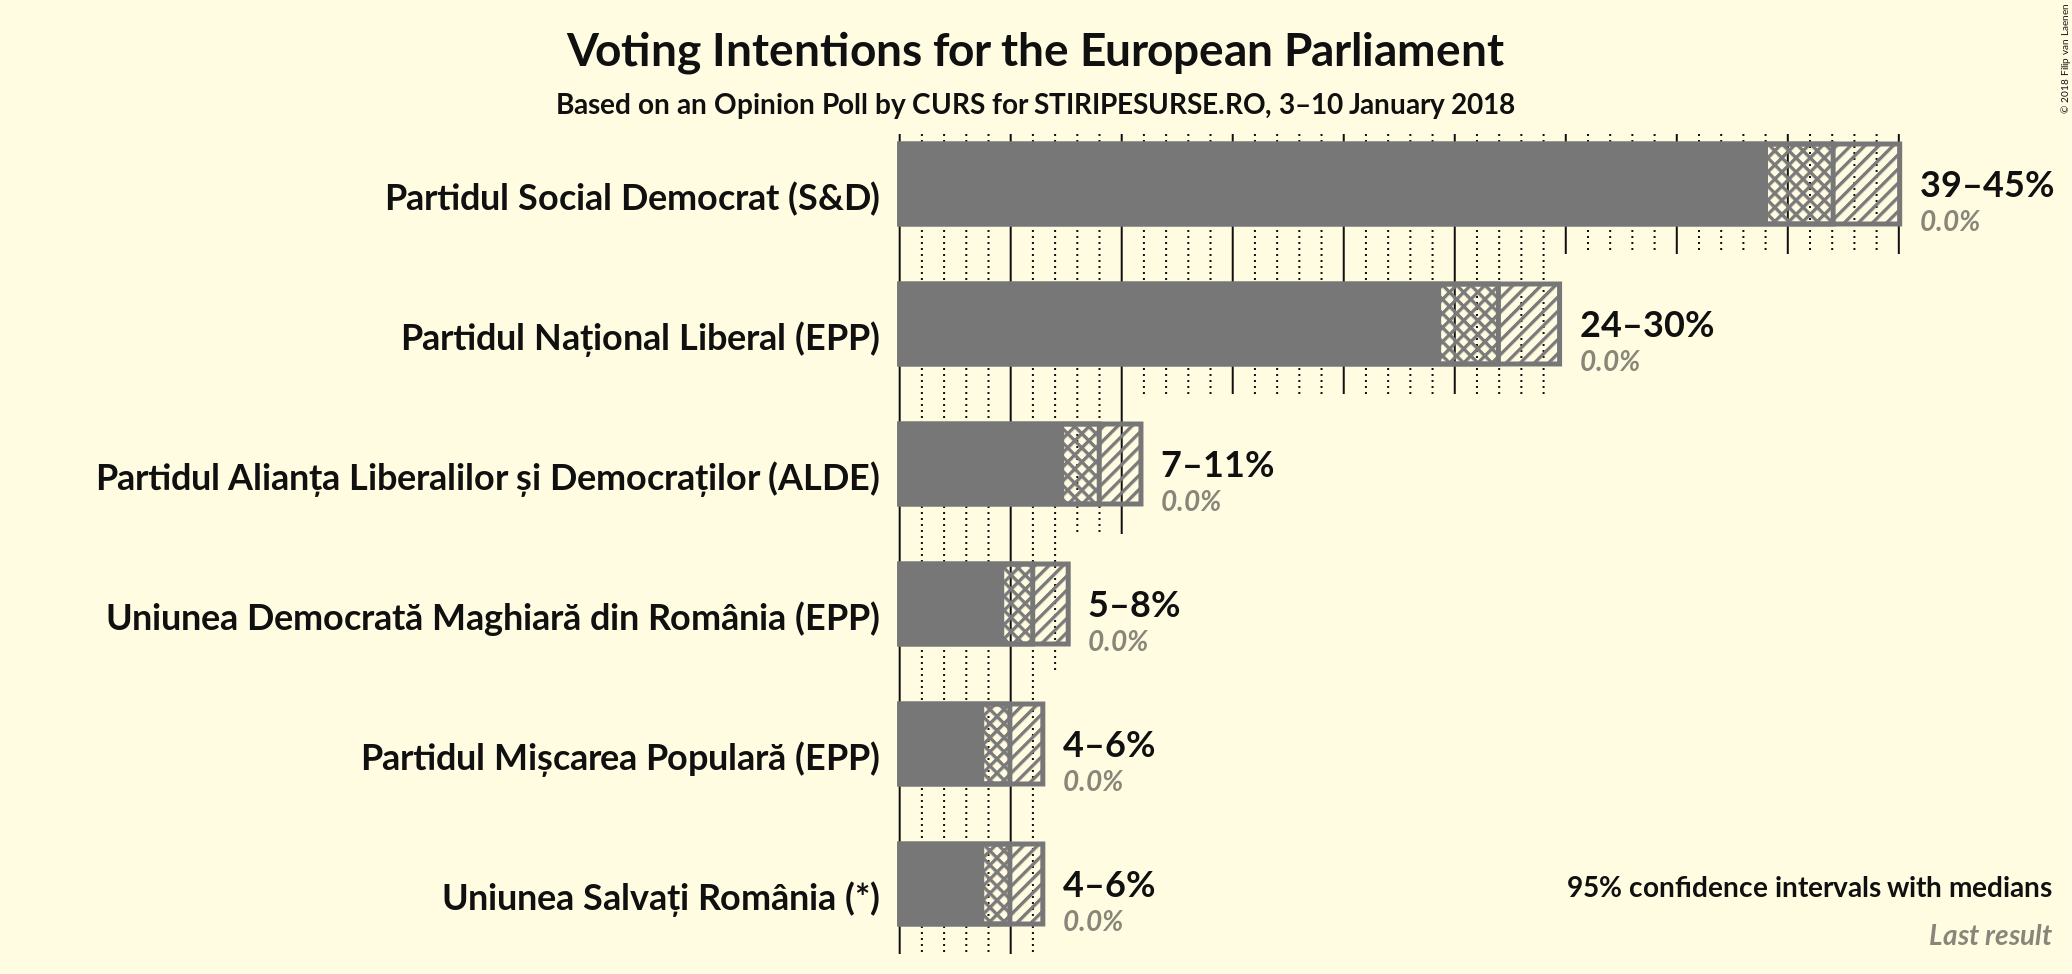 Voting Intentions for the European Parliament
Based on an Opinion Poll by CURS for STIRIPESURSE.RO, 3–10 January 2018
© 2018 Filip van Laenen
Partidul Social Democrat (S&D)
39–45%
0.0%
Partidul Național Liberal (EPP)
24–30%
0.0%
Partidul Alianța Liberalilor și Democraților (ALDE)
7–11%
0.0%
Uniunea Democrată Maghiară din România (EPP)
5–8%
0.0%
Partidul Mișcarea Populară (EPP)
4–6%
0.0%
Uniunea Salvați România (*)
4–6%
0.0%
95% confidence intervals with medians
Last result